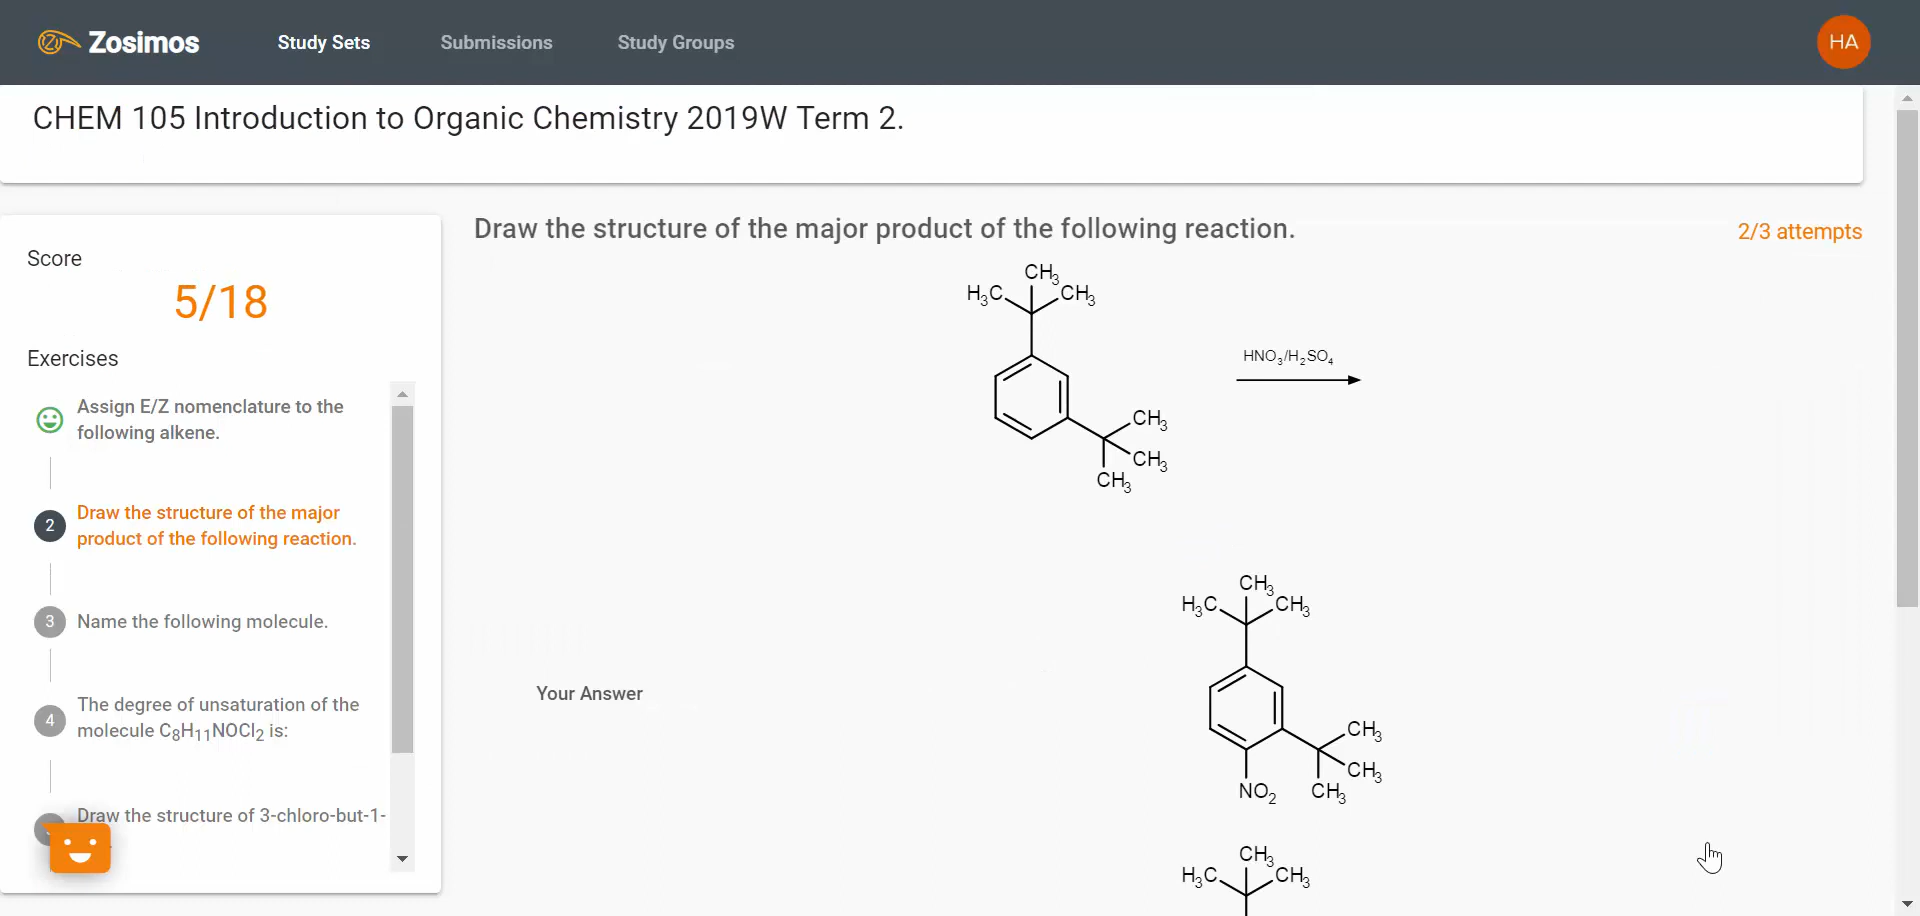 Zosimos
Study Sets
Submissions
Study Groups
HA
CHEM 105 Introduction to Organic Chemistry 2019W Term 2.
Score
5/18
Exercises
Assign E/Z nomenclature to the
following alkene.
2
Draw the structure of the major
product of the following reaction.
3
Name the following molecule.
4
The degree of unsaturation of the
molecule C₈H₁₁NOCl₂ is:
Draw the structure of 3-chloro-but-1-
Draw the structure of the major product of the following reaction.
2/3 attempts
CH₃
H₃C
CH₃
HNO₃/H₂SO₄
CH₃
CH₃
CH₃
Your Answer
CH₃
H₃C
CH₃
CH₃
CH₃
NO₂
CH₃
CH₃
H₃C
CH₃